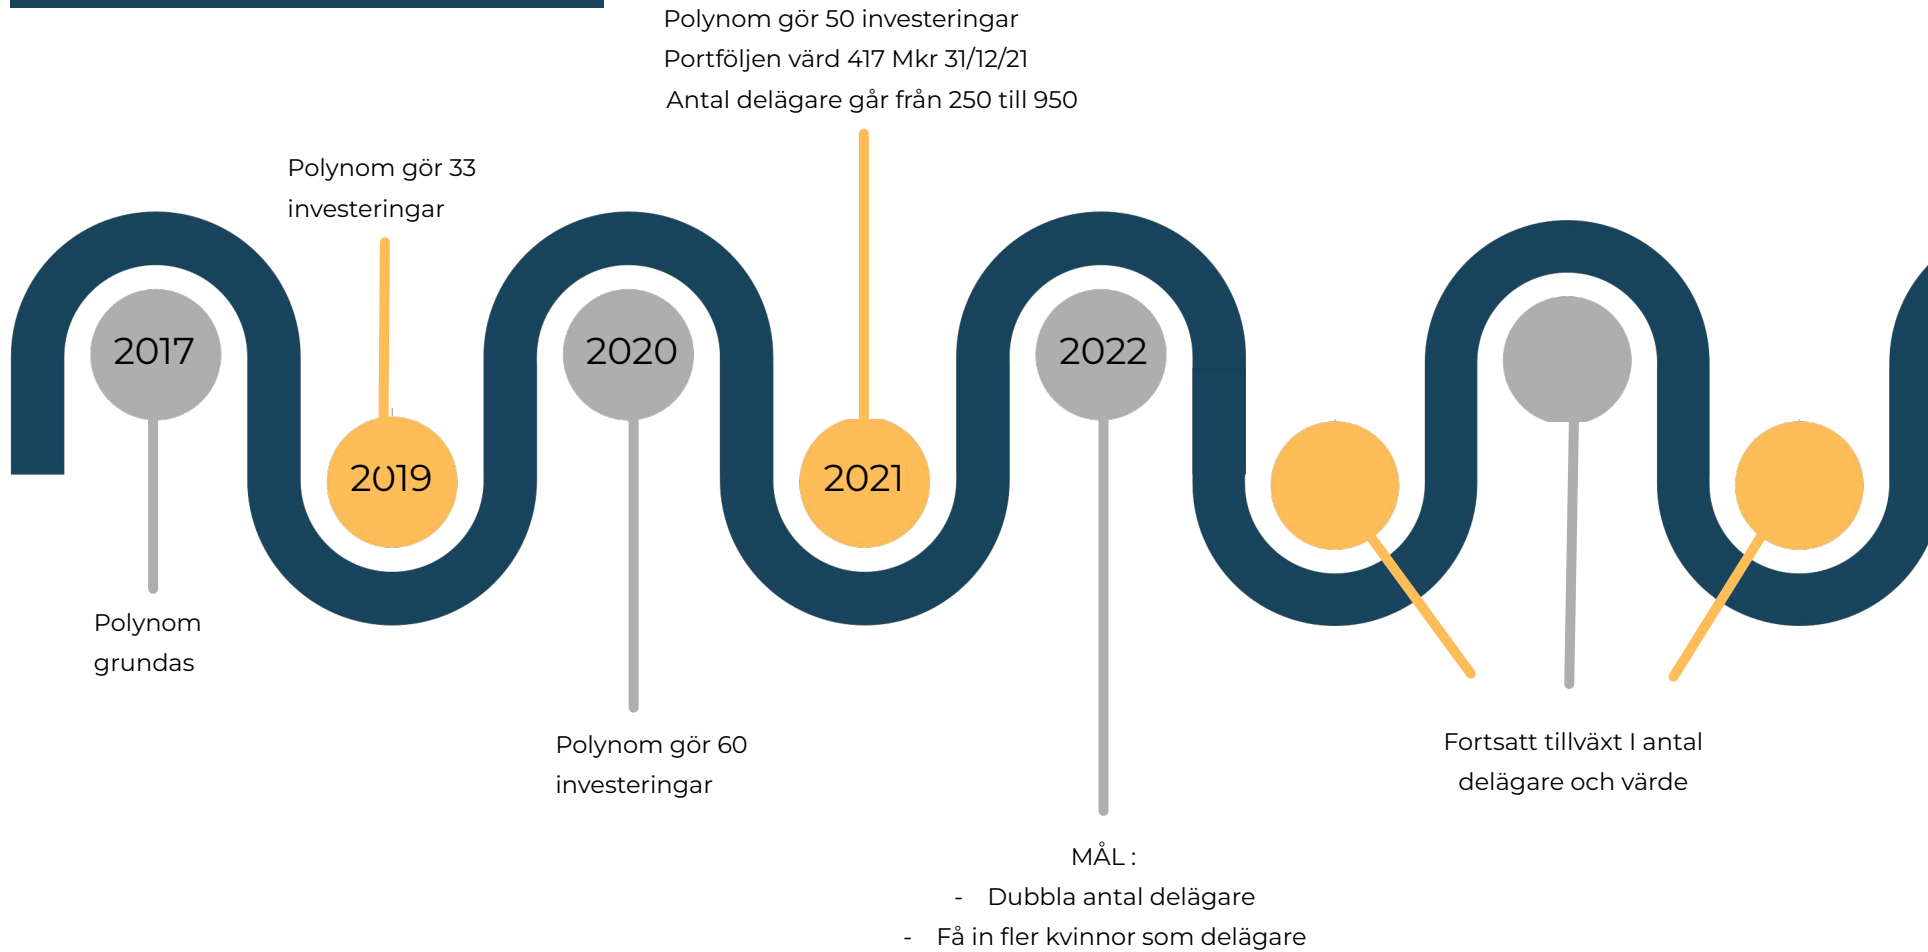 Polynom gör 50 investeringar
Portföljen värd 417 Mkr 31/12/21
Antal delägare går från 250 till 950
Polynom gör 33
investeringar
2017
2019
2020
2021
2022
Polynom
grundas
Polynom gör 60
investeringar
Fortsatt tillväxt I antal
delägare och värde
MÅL :
- Dubbla antal delägare
- Få in fler kvinnor som delägare